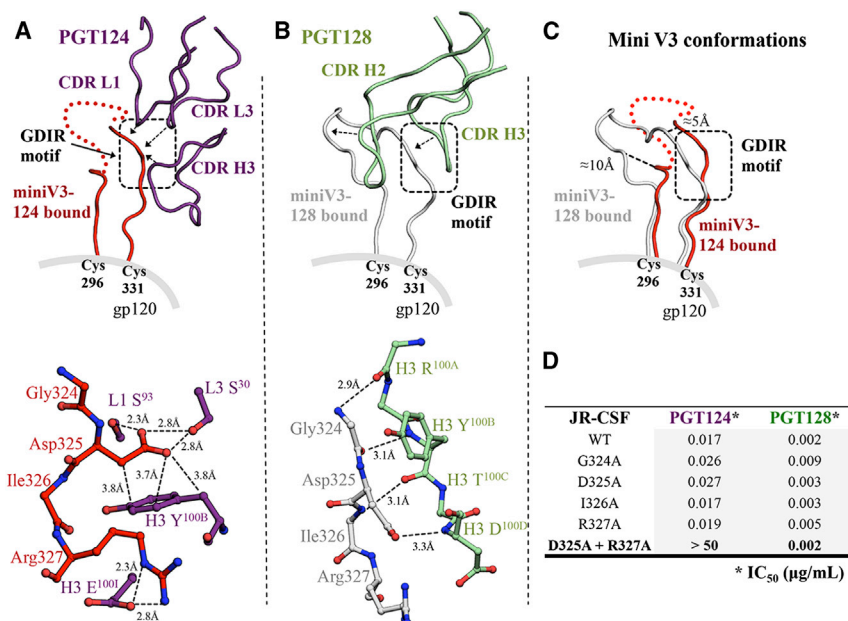 A
PGT124
CDR L1
CDR L3
GDIR
motif
CDR H3
miniV3-
124 bound
Cys
296
Cys
331
gp120
L1 S93
L3 S30
Gly324
2.3Å
2.8Å
Asp325
2.8Å
3.7Å
3.8Å
Ile326
3.8Å
H3 Y100B
Arg327
H3 E100I
2.3Å
2.8Å
B
PGT128
CDR H2
CDR H3
miniV3-
128 bound
GDIR
motif
Cys
296
Cys
331
gp120
H3 R100A
2.9Å
Gly324
H3 Y100B
3.1Å
Asp325
H3 T100C
3.1Å
Ile326
H3 D100D
3.3Å
Arg327
C
Mini V3 conformations
≈5Å
GDIR
motif
≈10Å
miniV3-
128 bound
miniV3-
124 bound
Cys
296
Cys
331
gp120
D
JR-CSF PGT124* PGT128*
WT 0.017 0.002
G324A 0.026 0.009
D325A 0.027 0.003
I326A 0.017 0.003
R327A 0.019 0.005
D325A + R327A > 50 0.002
* IC50 (µg/mL)